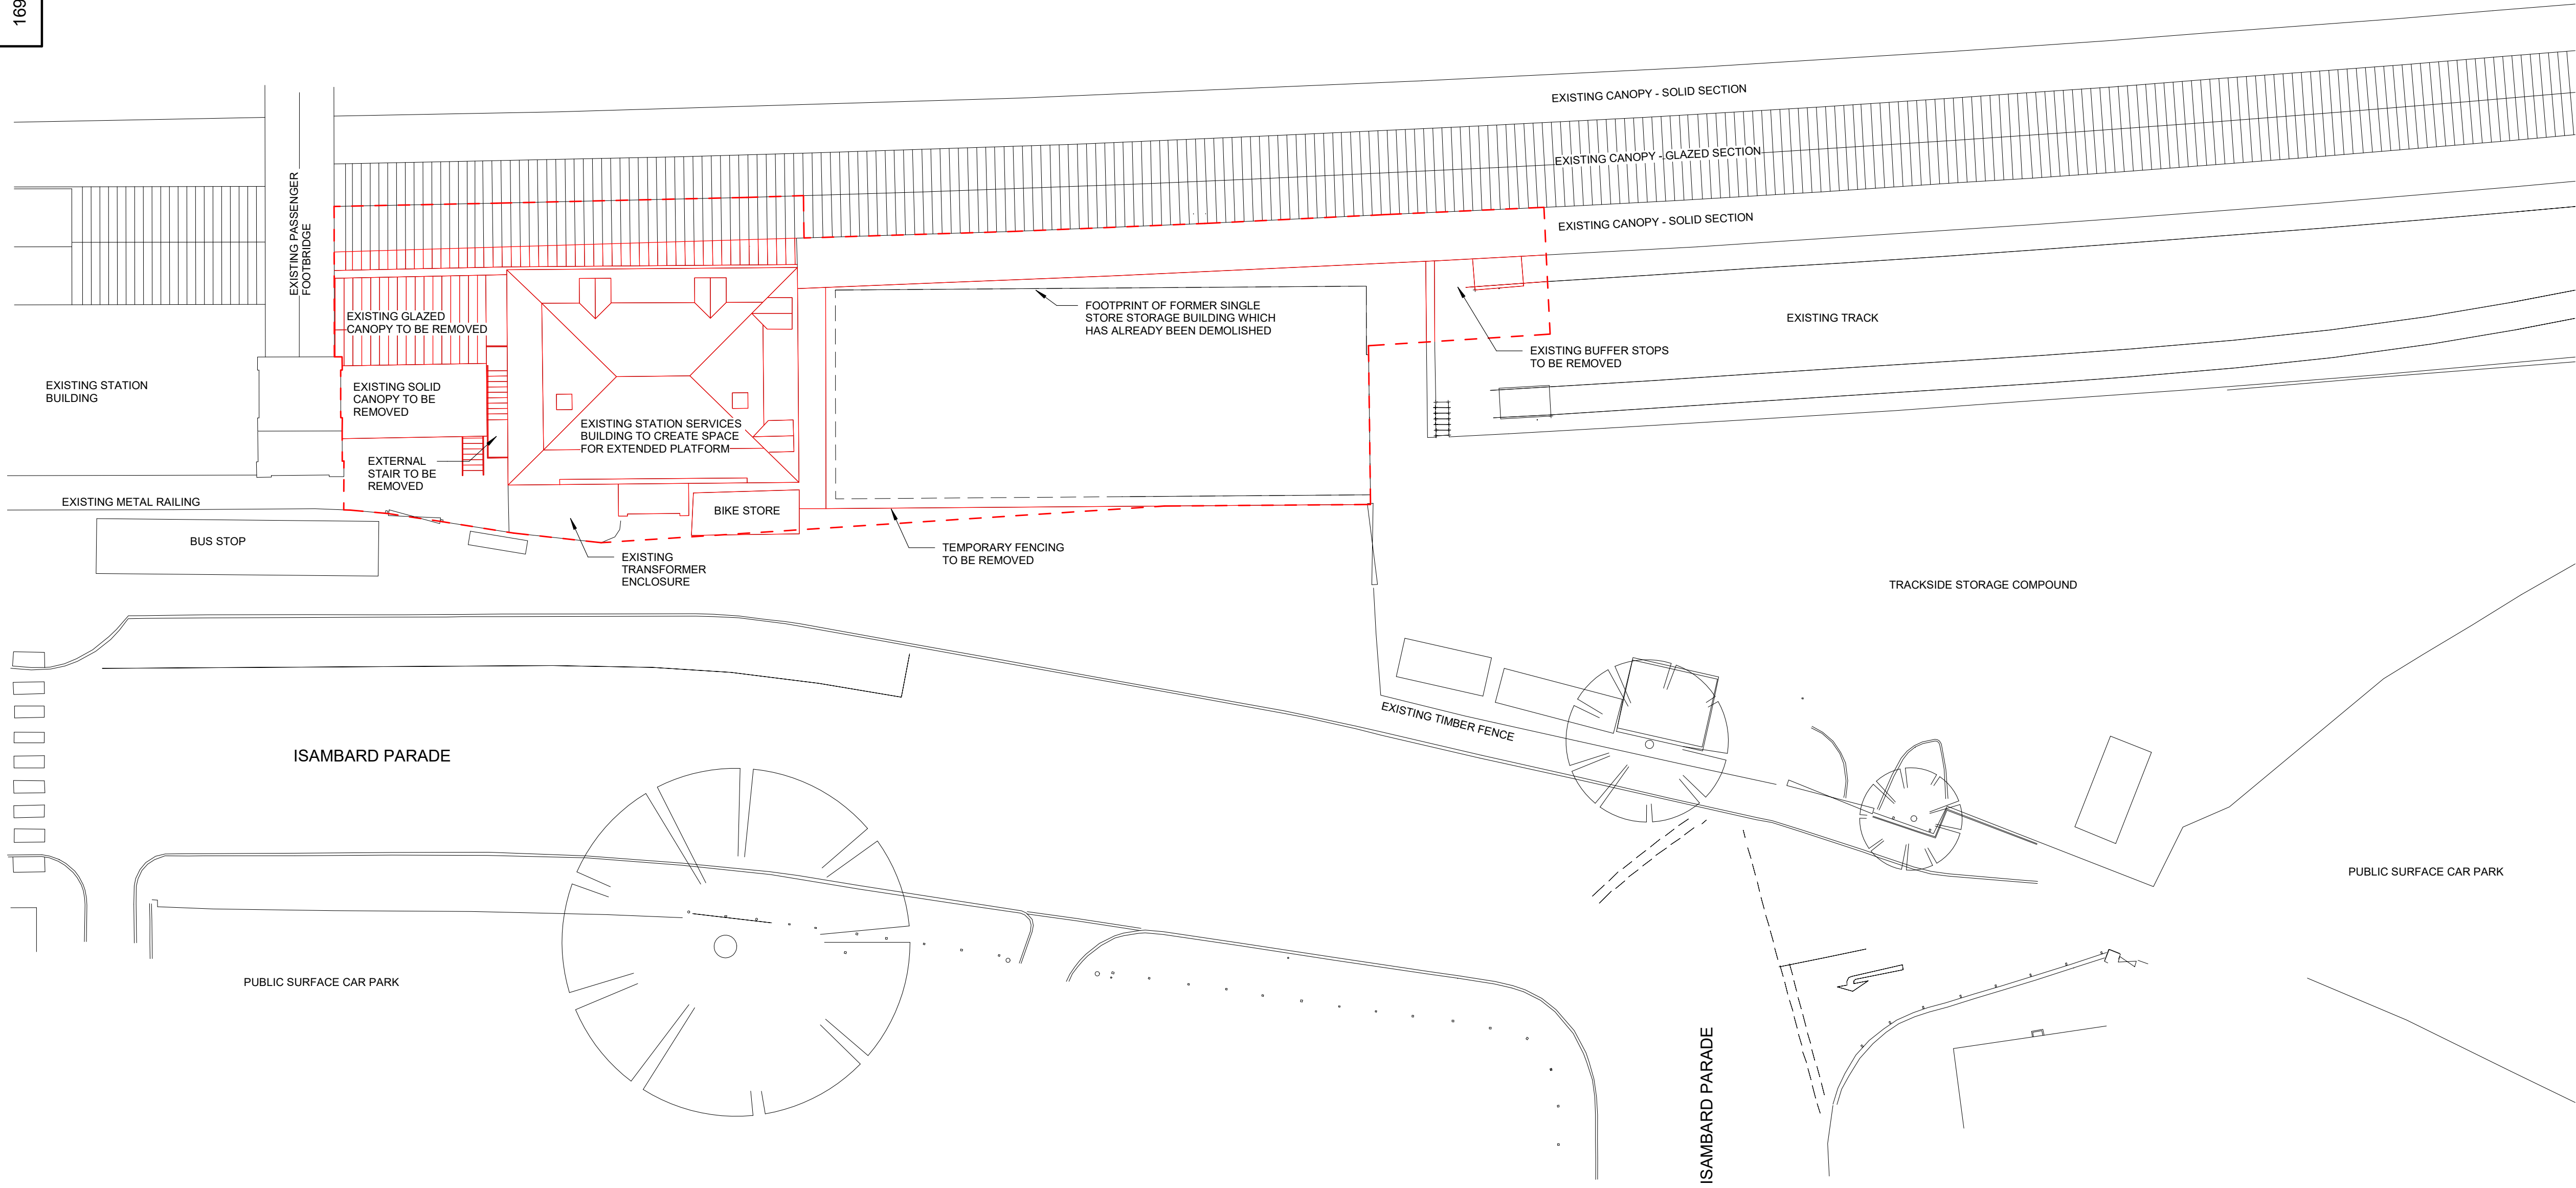 169
EXISTING CANOPY - SOLID SECTION
EXISTING CANOPY - GLAZED SECTION
EXISTING CANOPY - SOLID SECTION
EXISTING PASSENGER
FOOTBRIDGE
EXISTING GLAZED
CANOPY TO BE REMOVED
FOOTPRINT OF FORMER SINGLE
STORE STORAGE BUILDING WHICH
HAS ALREADY BEEN DEMOLISHED
EXISTING TRACK
EXISTING BUFFER STOPS
TO BE REMOVED
EXISTING STATION
BUILDING
EXISTING SOLID
CANOPY TO BE
REMOVED
EXISTING STATION SERVICES
BUILDING TO CREATE SPACE
FOR EXTENDED PLATFORM
EXTERNAL
STAIR TO BE
REMOVED
EXISTING METAL RAILING
BIKE STORE
BUS STOP
EXISTING
TRANSFORMER
ENCLOSURE
TEMPORARY FENCING
TO BE REMOVED
TRACKSIDE STORAGE COMPOUND
EXISTING TIMBER FENCE
ISAMBARD PARADE
PUBLIC SURFACE CAR PARK
PUBLIC SURFACE CAR PARK
ISAMBARD PARADE